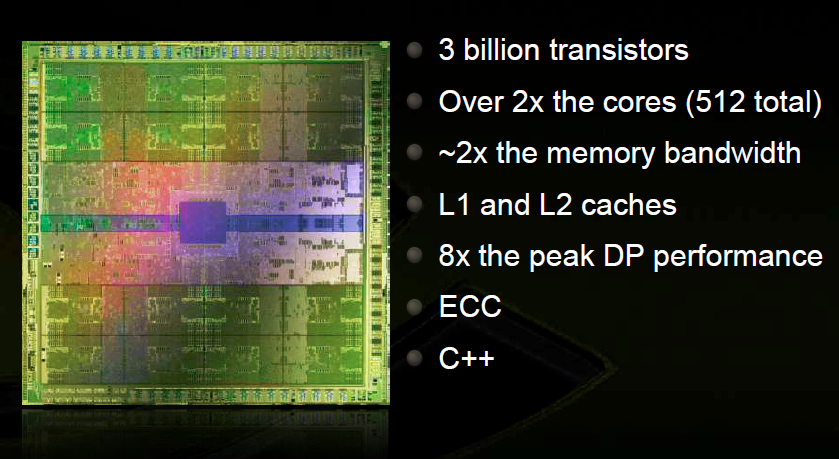 3 billion transistors
Over 2x the cores (512 total)
~2x the memory bandwidth
L1 and L2 caches
8x the peak DP performance
ECC
C++